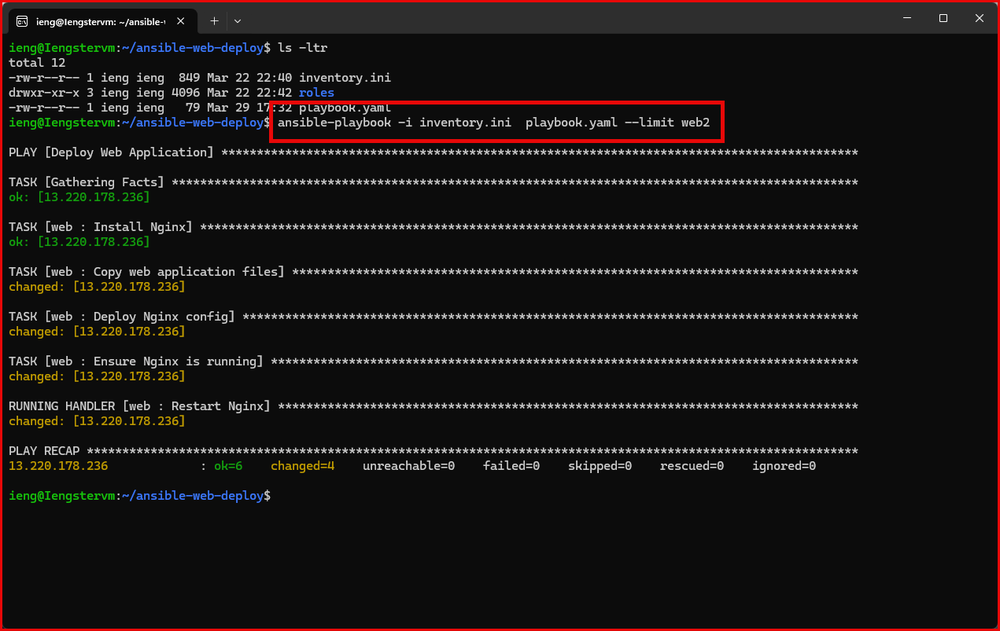 ieng@Iengstervm: ~/ansible-
ieng@Iengstervm:~/ansible-web-deploy$ ls -ltr
total 12
-rw-r--r-- 1 ieng ieng  849 Mar 22 22:40 inventory.ini
drwxr-xr-x 3 ieng ieng 4096 Mar 22 22:42 roles
-rw-r--r-- 1 ieng ieng   79 Mar 29 17:32 playbook.yaml
ieng@Iengstervm:~/ansible-web-deploy$ ansible-playbook -i inventory.ini  playbook.yaml --limit web2
PLAY [Deploy Web Application] ******************************************************************************************
TASK [Gathering Facts] *************************************************************************************************
ok: [13.220.178.236]
TASK [web : Install Nginx] *********************************************************************************************
ok: [13.220.178.236]
TASK [web : Copy web application files] ********************************************************************************
changed: [13.220.178.236]
TASK [web : Deploy Nginx config] ***************************************************************************************
changed: [13.220.178.236]
TASK [web : Ensure Nginx is running] ***********************************************************************************
changed: [13.220.178.236]
RUNNING HANDLER [web : Restart Nginx] **********************************************************************************
changed: [13.220.178.236]
PLAY RECAP *************************************************************************************************************
13.220.178.236             : ok=6    changed=4    unreachable=0    failed=0    skipped=0    rescued=0    ignored=0
ieng@Iengstervm:~/ansible-web-deploy$